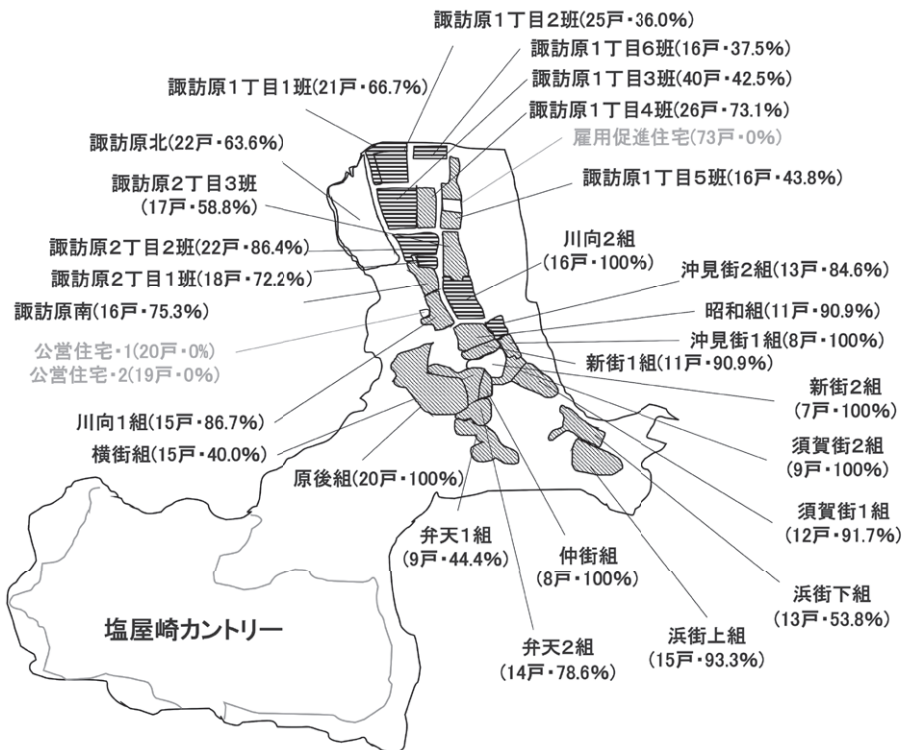 諏訪原1丁目2班(25戸・36.0%)
諏訪原1丁目6班(16戸・37.5%)
諏訪原1丁目1班(21戸・66.7%)
諏訪原1丁目3班(40戸・42.5%)
諏訪原1丁目4班(26戸・73.1%)
諏訪原北(22戸・63.6%)
雇用促進住宅(73戸・0%)
諏訪原2丁目3班
(17戸・58.8%)
諏訪原1丁目5班(16戸・43.8%)
諏訪原2丁目2班(22戸・86.4%)
川向2組
(16戸・100%)
諏訪原2丁目1班(18戸・72.2%)
沖見街2組(13戸・84.6%)
諏訪原南(16戸・75.3%)
昭和組(11戸・90.9%)
沖見街1組(8戸・100%)
公営住宅・1(20戸・0%)
公営住宅・2(19戸・0%)
新街1組(11戸・90.9%)
新街2組
(7戸・100%)
川向1組(15戸・86.7%)
横街組(15戸・40.0%)
須賀街2組
(9戸・100%)
原後組(20戸・100%)
須賀街1組
(12戸・91.7%)
弁天1組
(9戸・44.4%)
仲街組
(8戸・100%)
浜街下組
(13戸・53.8%)
塩屋崎カントリー
弁天2組
(14戸・78.6%)
浜街上組
(15戸・93.3%)